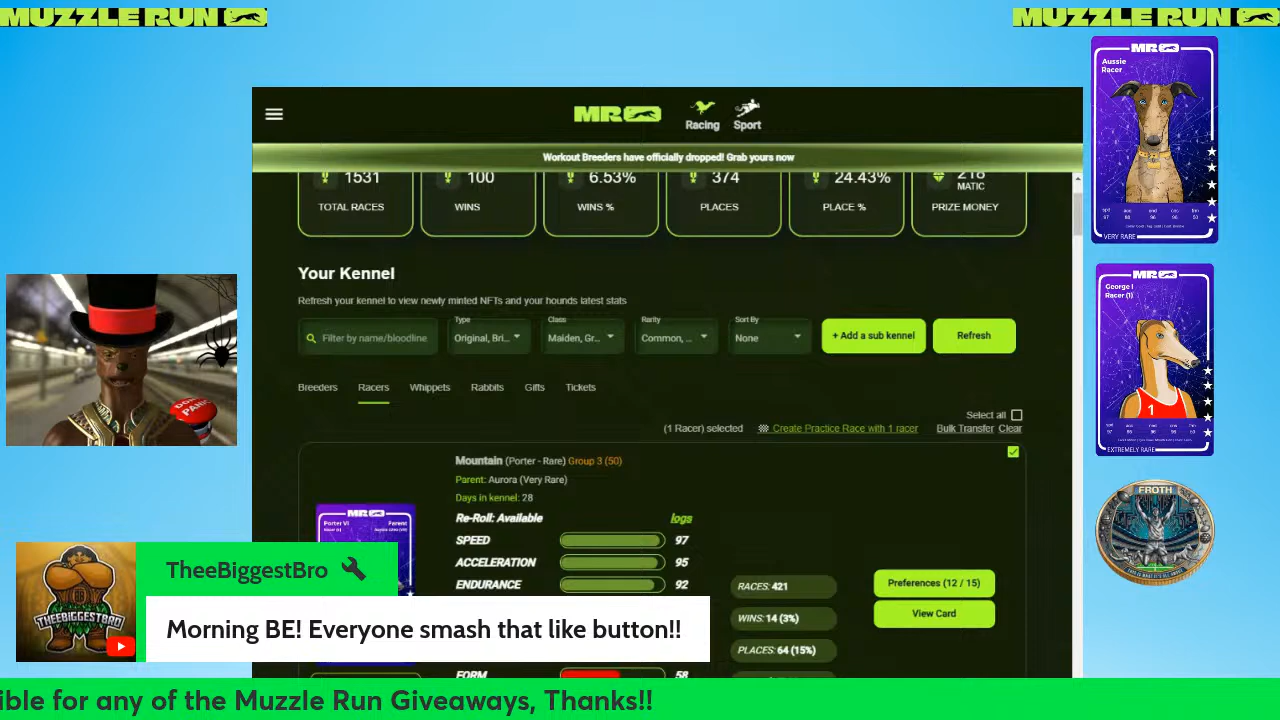 MUZZLE RUN
MUZZLE RUN
MR
Racing
Sport
Workout Breeders have officially dropped! Grab yours now
1531
TOTAL RACES
100
WINS
6.53%
WINS %
374
PLACES
24.43%
PLACE %
218
MATIC
PRIZE MONEY
Your Kennel
Refresh your kennel to view newly minted NFTs and your hounds latest stats
Filter by name/bloodline
Type
Original, Bri...
Class
Maiden, Gr...
Rarity
Common, ...
Sort By
None
+ Add a sub kennel
Refresh
Breeders
Racers
Whippets
Rabbits
Gifts
Tickets
Select all
(1 Racer) selected
Create Practice Race with 1 racer
Bulk Transfer
Clear
Mountain (Porter - Rare) Group 3 (50)
Parent: Aurora (Very Rare)
Days in kennel: 28
Re-Roll: Available
logs
SPEED
97
ACCELERATION
95
ENDURANCE
92
FORM
58
MR
Porter VI
Parent
RACES: 421
WINS: 14 (3%)
PLACES: 64 (15%)
Preferences (12 / 15)
View Card
MR
Aussie
Racer
VERY RARE
MR
George I
Racer (1)
1
EXTREMELY RARE
FROTH
DON'T
PANIC
THEEBIGGESTBRO
TheeBiggestBro
Morning BE! Everyone smash that like button!!
ible for any of the Muzzle Run Giveaways, Thanks!!